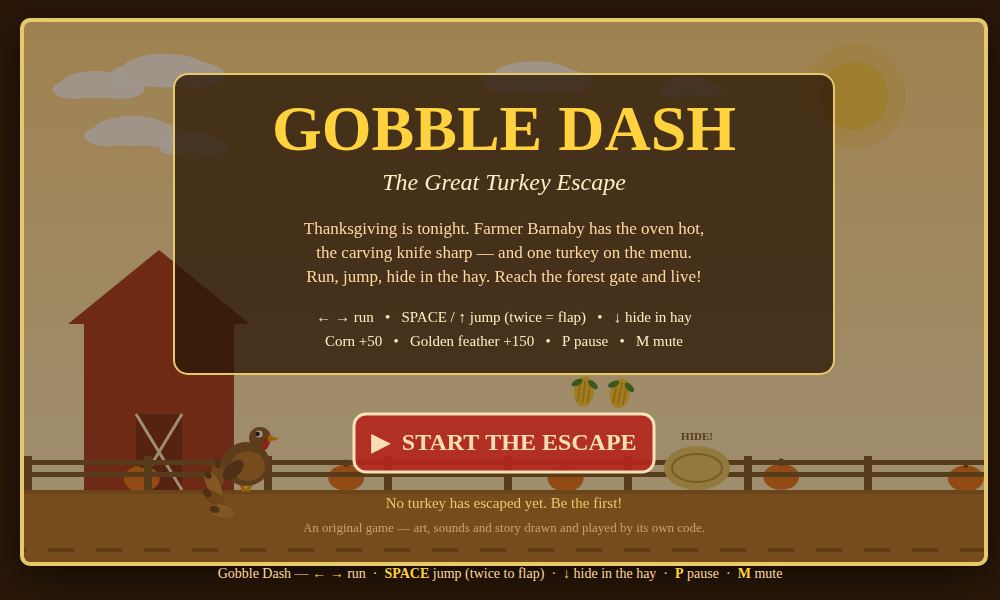 GOBBLE DASH
The Great Turkey Escape
Thanksgiving is tonight. Farmer Barnaby has the oven hot,
the carving knife sharp — and one turkey on the menu.
Run, jump, hide in the hay. Reach the forest gate and live!
← → run • SPACE / ↑ jump (twice = flap) • ↓ hide in hay
Corn +50 • Golden feather +150 • P pause • M mute
▶ START THE ESCAPE
HIDE!
No turkey has escaped yet. Be the first!
An original game — art, sounds and story drawn and played by its own code.
Gobble Dash — ← → run · SPACE jump (twice to flap) · ↓ hide in the hay · P pause · M mute